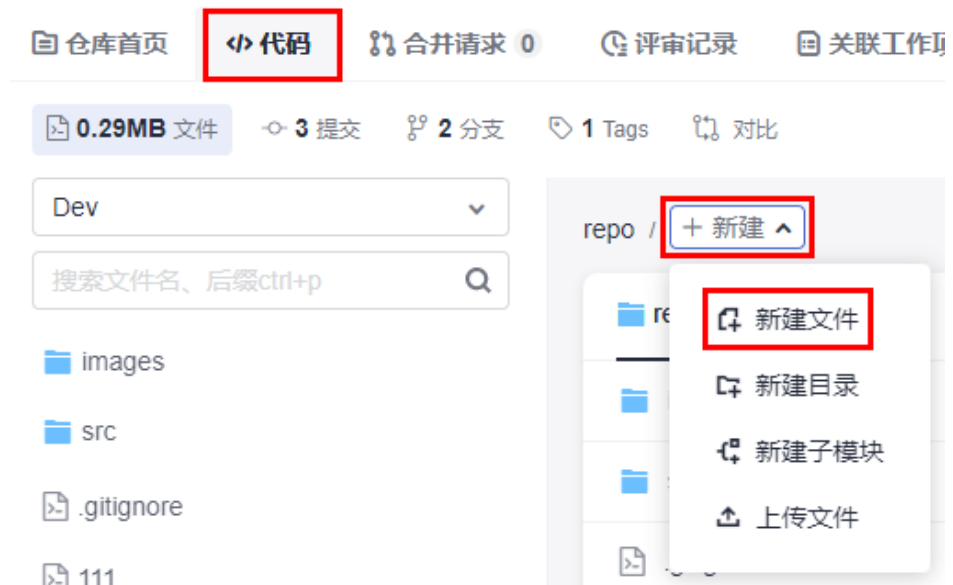 仓库首页 代码 合并请求 0 评审记录 关联工作项
0.29MB 文件 3 提交 2 分支 1 Tags 对比
Dev
repo / + 新建
搜索文件名、后缀ctrl+p
re
新建文件
images
新建目录
src
新建子模块
.gitignore
上传文件
111